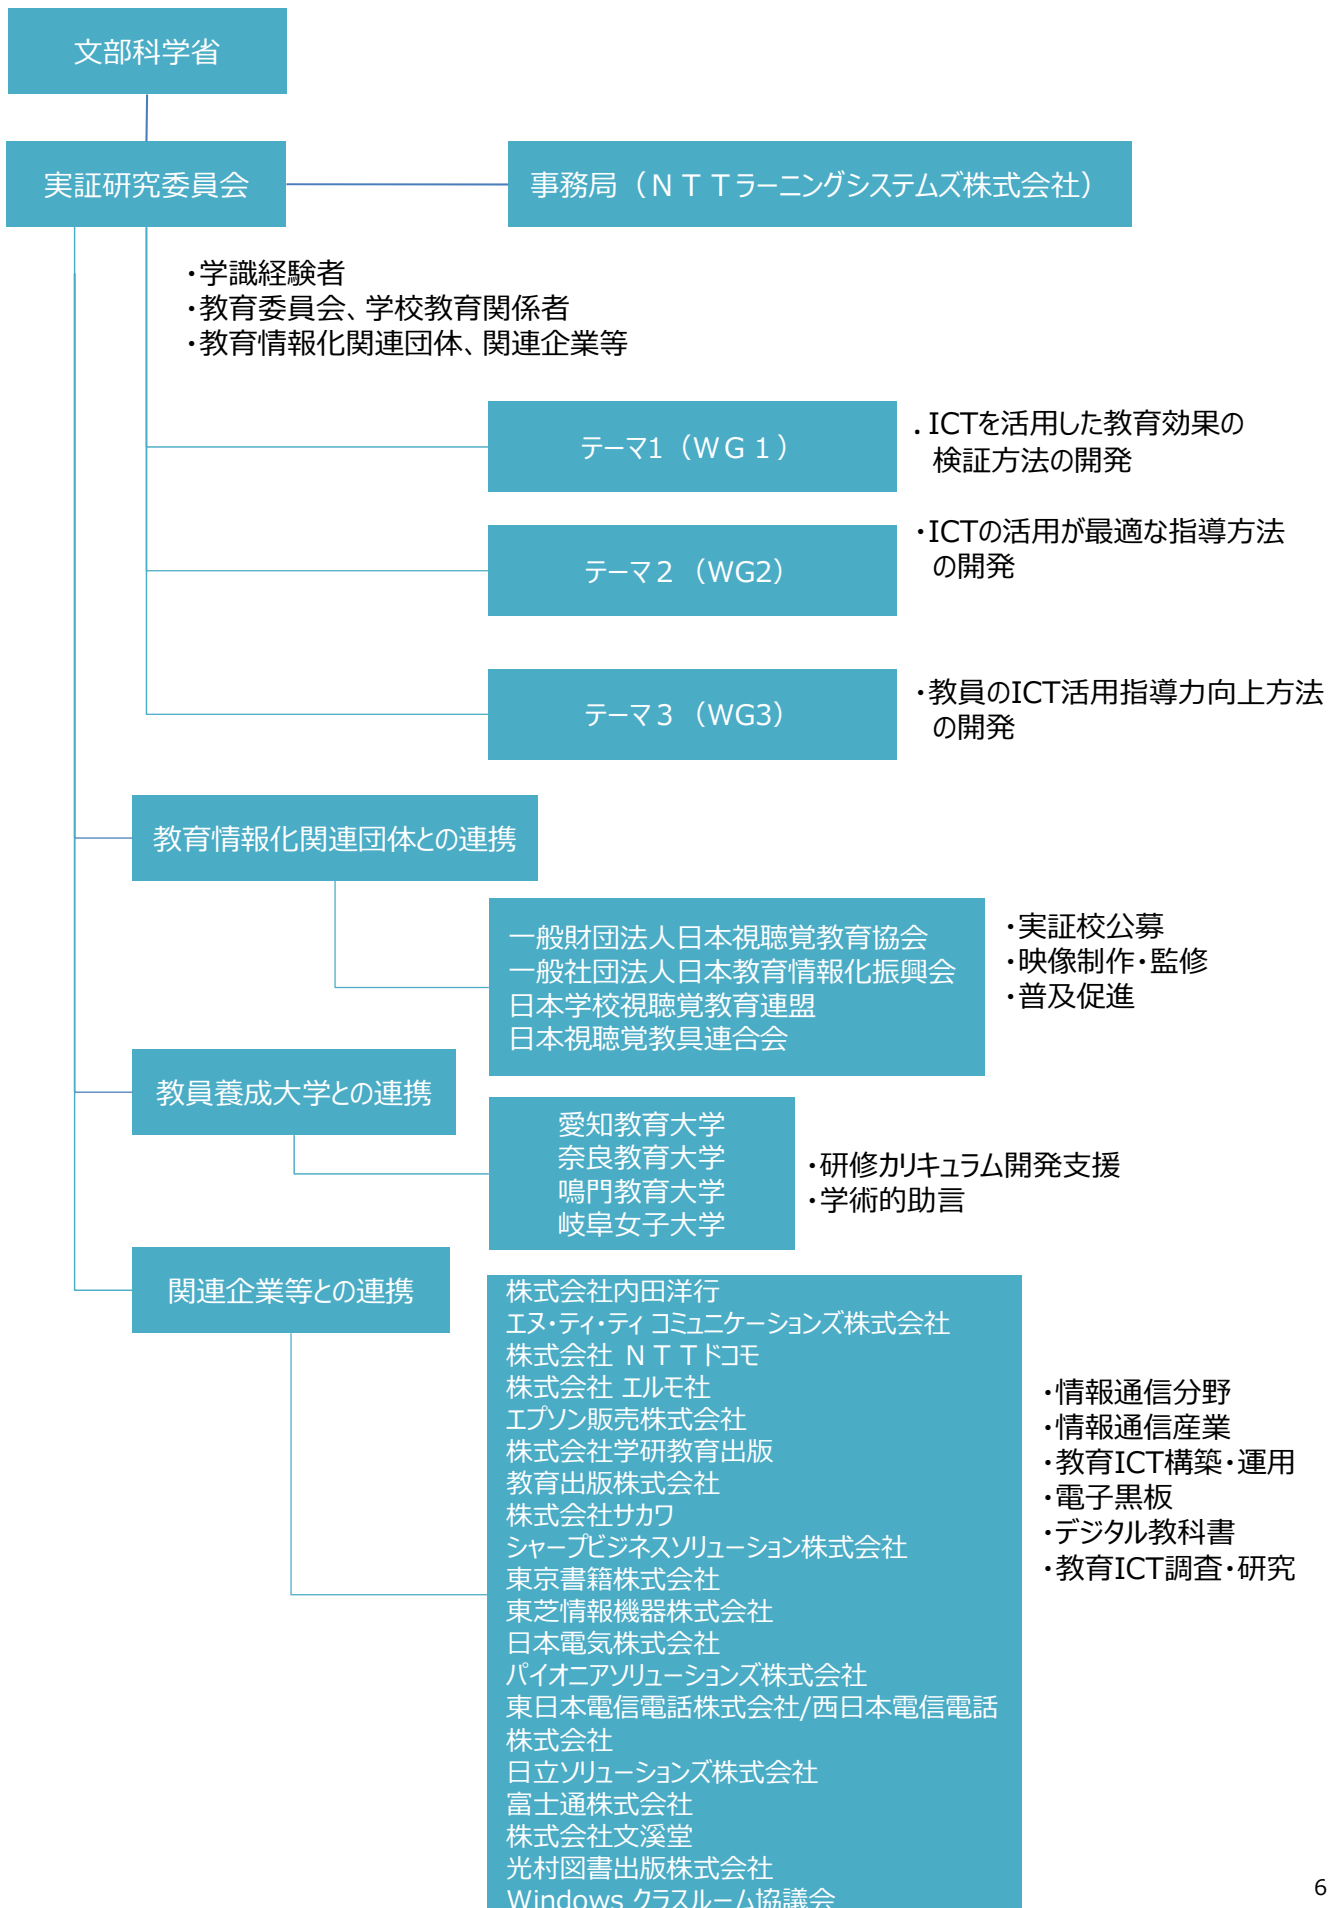 文部科学省
実証研究委員会
事務局（ＮＴＴラーニングシステムズ株式会社）
・学識経験者
・教育委員会、学校教育関係者
・教育情報化関連団体、関連企業等
テーマ1（ＷＧ１）
．ICTを活用した教育効果の
検証方法の開発
テーマ２（WG2）
・ICTの活用が最適な指導方法
の開発
テーマ３（WG3）
・教員のICT活用指導力向上方法
の開発
教育情報化関連団体との連携
一般財団法人日本視聴覚教育協会
一般社団法人日本教育情報化振興会
日本学校視聴覚教育連盟
日本視聴覚教具連合会
・実証校公募
・映像制作・監修
・普及促進
教員養成大学との連携
愛知教育大学
奈良教育大学
鳴門教育大学
岐阜女子大学
・研修カリキュラム開発支援
・学術的助言
関連企業等との連携
株式会社内田洋行
エヌ・ティ・ティ コミュニケーションズ株式会社
株式会社 ＮＴＴドコモ
株式会社 エルモ社
エプソン販売株式会社
株式会社学研教育出版
教育出版株式会社
株式会社サカワ
シャープビジネスソリューション株式会社
東京書籍株式会社
東芝情報機器株式会社
日本電気株式会社
パイオニアソリューションズ株式会社
東日本電信電話株式会社/西日本電信電話
株式会社
日立ソリューションズ株式会社
富士通株式会社
株式会社文溪堂
光村図書出版株式会社
Windows クラスルーム協議会
・情報通信分野
・情報通信産業
・教育ICT構築・運用
・電子黒板
・デジタル教科書
・教育ICT調査・研究
6